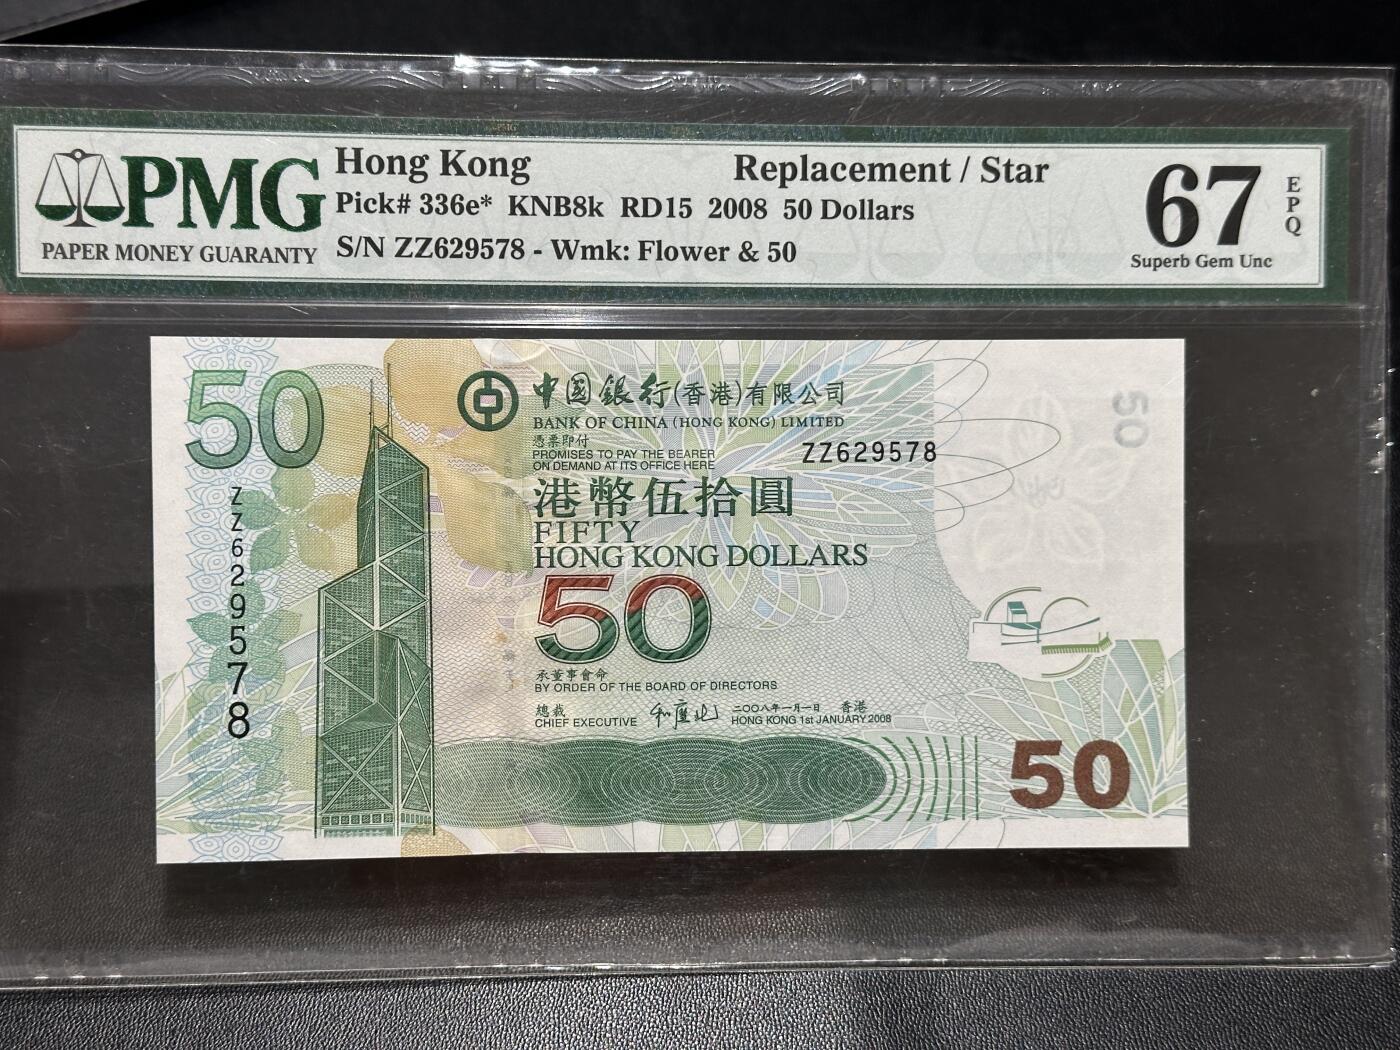 PMG
PAPER MONEY GUARANTY
Hong Kong
Replacement / Star
Pick# 336e* KNB8k RD15 2008 50 Dollars
S/N ZZ629578 - Wmk: Flower & 50
67
EPQ
Superb Gem Unc
50
中國銀行(香港)有限公司
BANK OF CHINA (HONG KONG) LIMITED
憑票即付
PROMISES TO PAY THE BEARER
ON DEMAND AT ITS OFFICE HERE
ZZ629578
50
ZZ629578
港幣伍拾圓
FIFTY
HONG KONG DOLLARS
50
承董事會命
BY ORDER OF THE BOARD OF DIRECTORS
總裁
CHIEF EXECUTIVE
二〇〇八年一月一日 香港
HONG KONG 1st JANUARY 2008
50